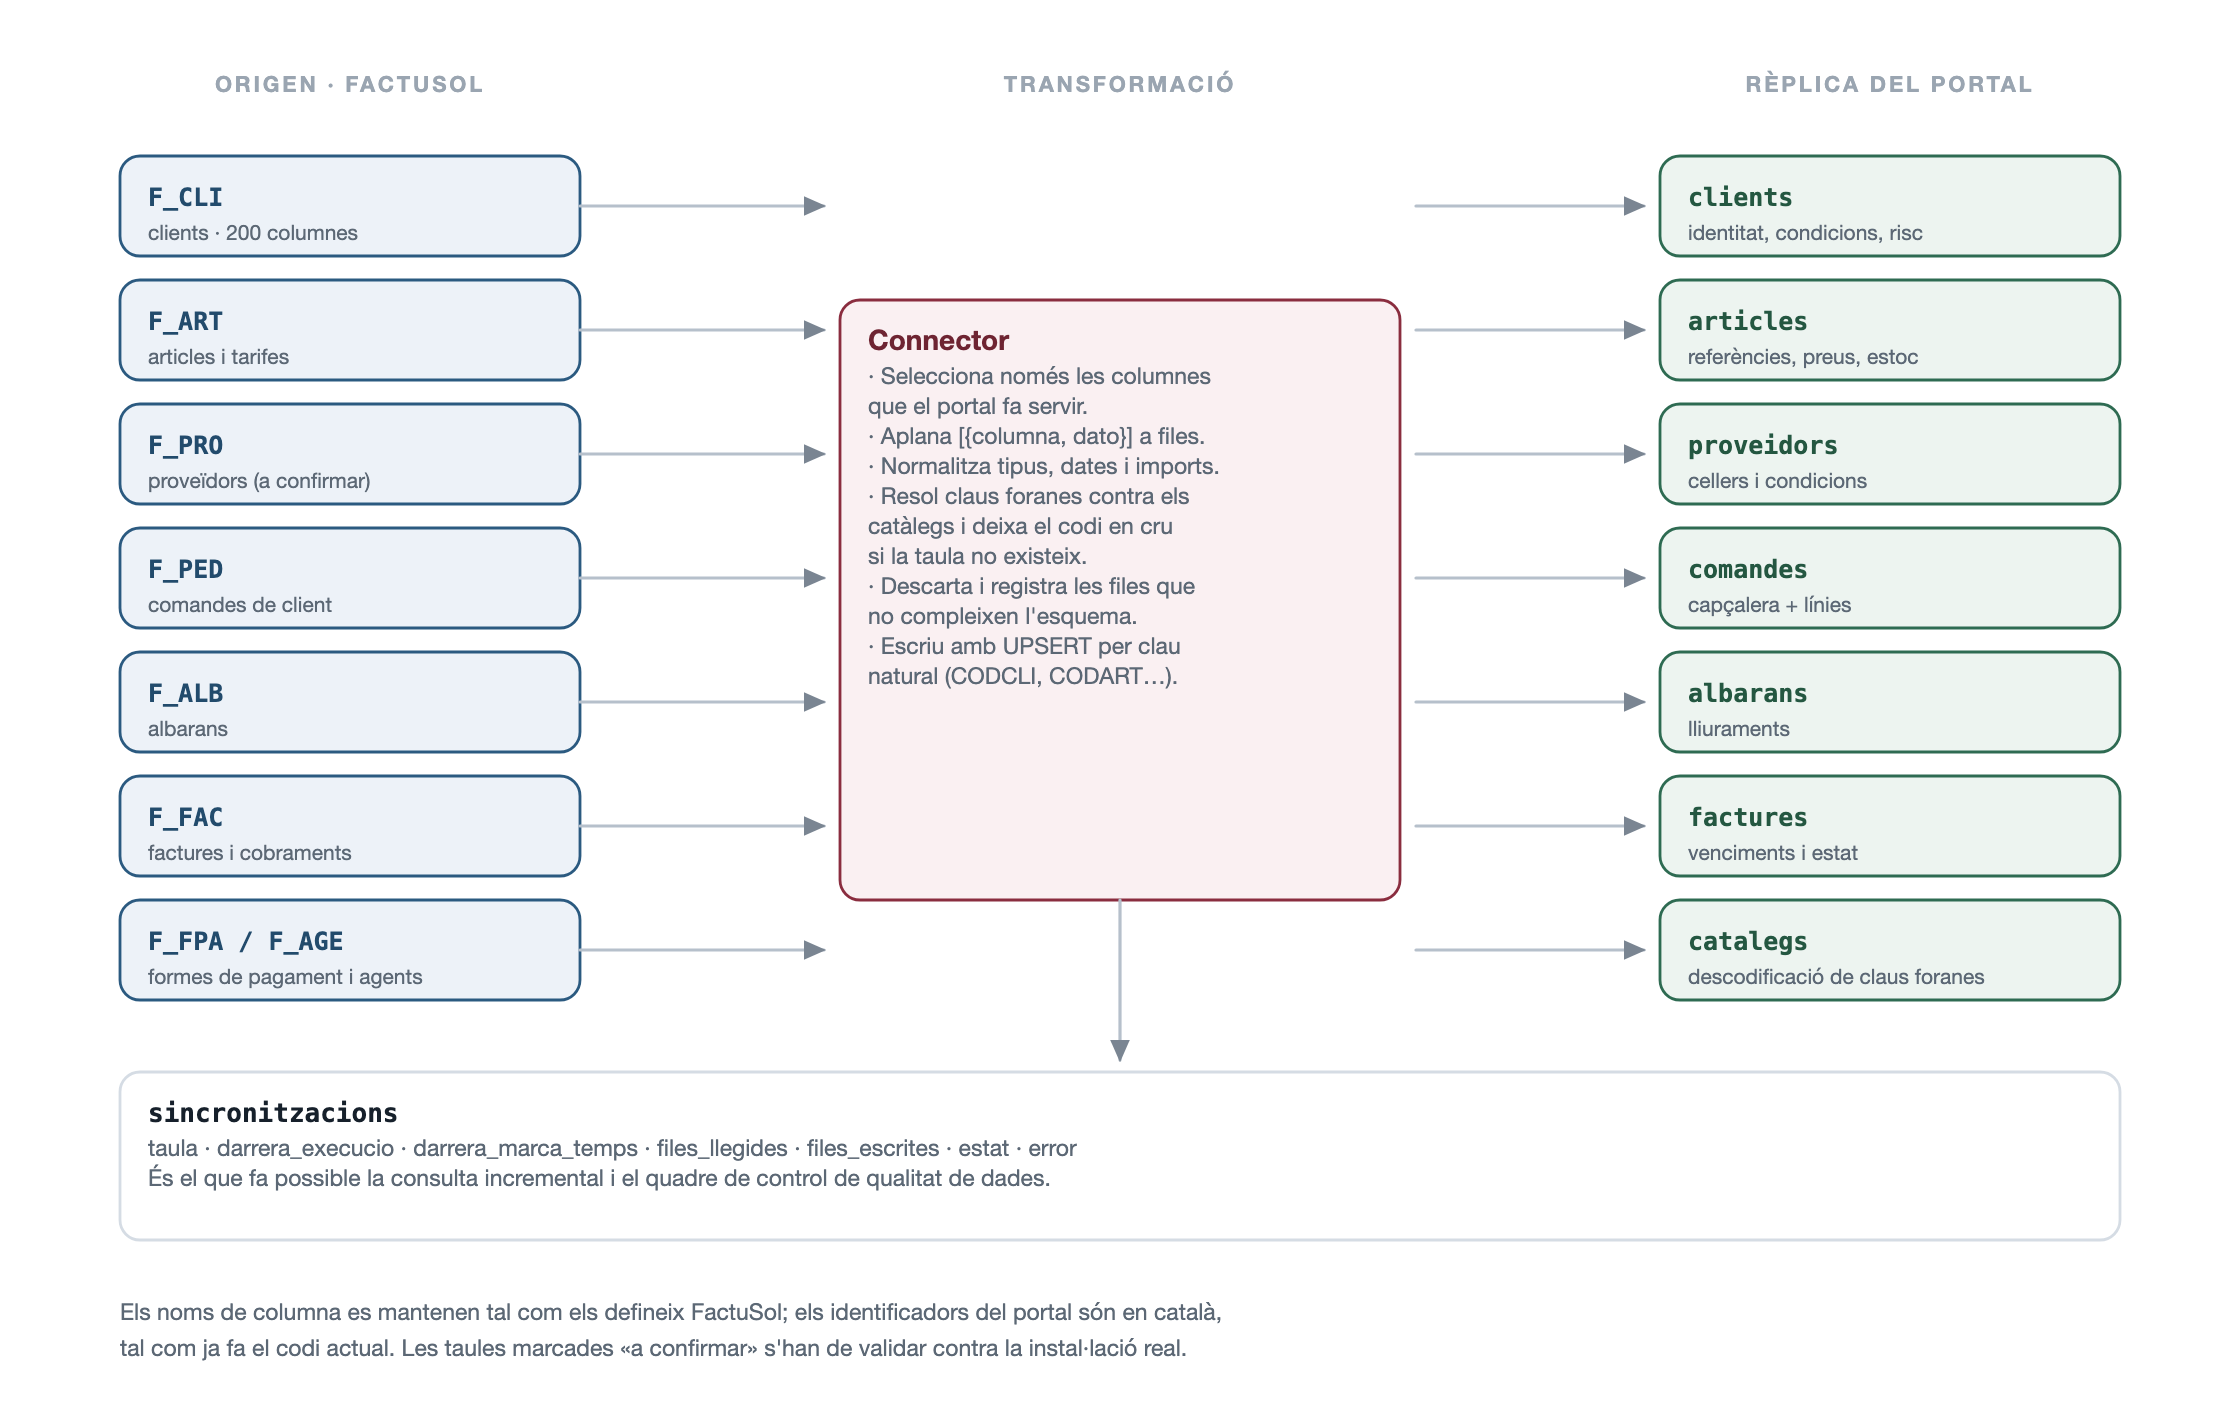 ORIGEN · FACTUSOL
TRANSFORMACIÓ
RÈPLICA DEL PORTAL
F_CLI
clients · 200 columnes
F_ART
articles i tarifes
F_PRO
proveïdors (a confirmar)
F_PED
comandes de client
F_ALB
albarans
F_FAC
factures i cobraments
F_FPA / F_AGE
formes de pagament i agents
Connector
· Selecciona només les columnes
que el portal fa servir.
· Aplana [{columna, dato}] a files.
· Normalitza tipus, dates i imports.
· Resol claus foranes contra els
catàlegs i deixa el codi en cru
si la taula no existeix.
· Descarta i registra les files que
no compleixen l'esquema.
· Escriu amb UPSERT per clau
natural (CODCLI, CODART…).
clients
identitat, condicions, risc
articles
referències, preus, estoc
proveidors
cellers i condicions
comandes
capçalera + línies
albarans
lliuraments
factures
venciments i estat
catalegs
descodificació de claus foranes
sincronitzacions
taula · darrera_execucio · darrera_marca_temps · files_llegides · files_escrites · estat · error
És el que fa possible la consulta incremental i el quadre de control de qualitat de dades.
Els noms de columna es mantenen tal com els defineix FactuSol; els identificadors del portal són en català,
tal com ja fa el codi actual. Les taules marcades «a confirmar» s'han de validar contra la instal·lació real.